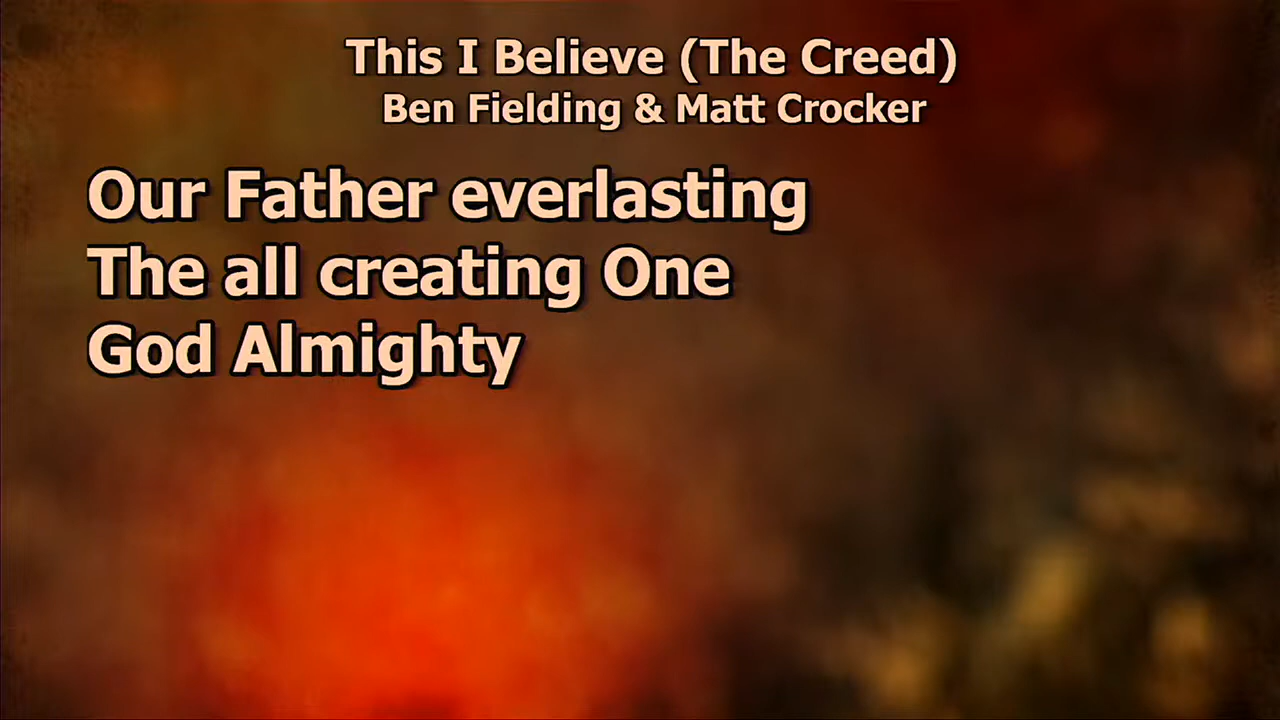 This I Believe (The Creed)
Ben Fielding & Matt Crocker
Our Father everlasting
The all creating One
God Almighty